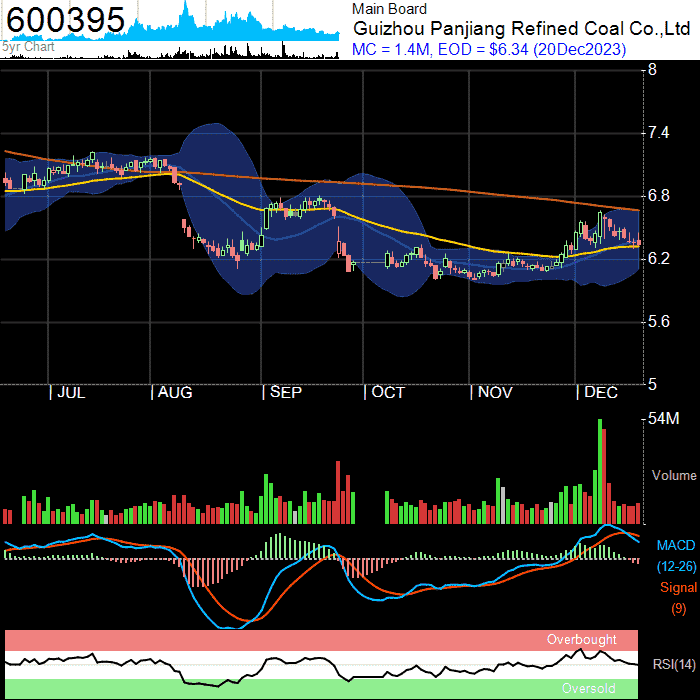 600395
5yr Chart
Main Board
Guizhou Panjiang Refined Coal Co.,Ltd
MC = 1.4M, EOD = $6.34 (20Dec2023)
8
7.4
6.8
6.2
5.6
5
JUL AUG SEP OCT NOV DEC
54M
Volume
MACD
(12-26)
Signal
(9)
Overbought
RSI(14)
Oversold